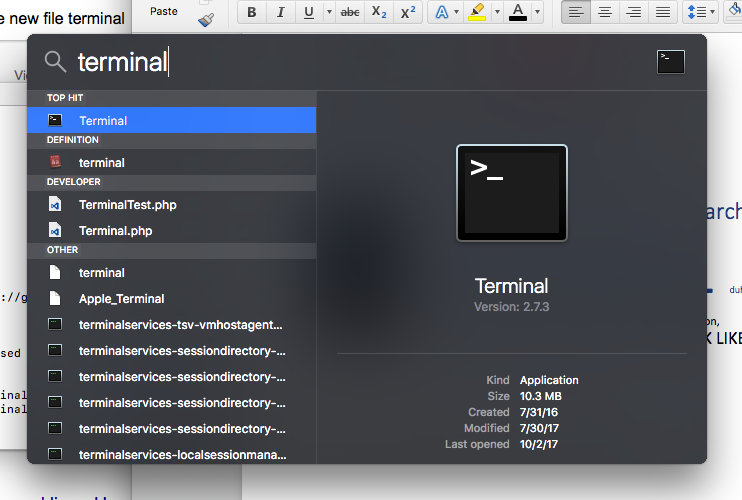 e new file terminal
Paste
B I U abc X2 X2 A A
Vi
terminal
TOP HIT
Terminal
DEFINITION
terminal
DEVELOPER
TerminalTest.php
Terminal.php
OTHER
terminal
Apple_Terminal
terminalservices-tsv-vmhostagent...
terminalservices-sessiondirectory-...
terminalservices-sessiondirectory-...
terminalservices-sessiondirectory-...
terminalservices-sessiondirectory-...
terminalservices-localsessionmana...
>_
Terminal
Version: 2.7.3
Kind Application
Size 10.3 MB
Created 7/31/16
Modified 7/30/17
Last opened 10/2/17
://g
sed
inal
inal
arch
duh
on,
K LIKE